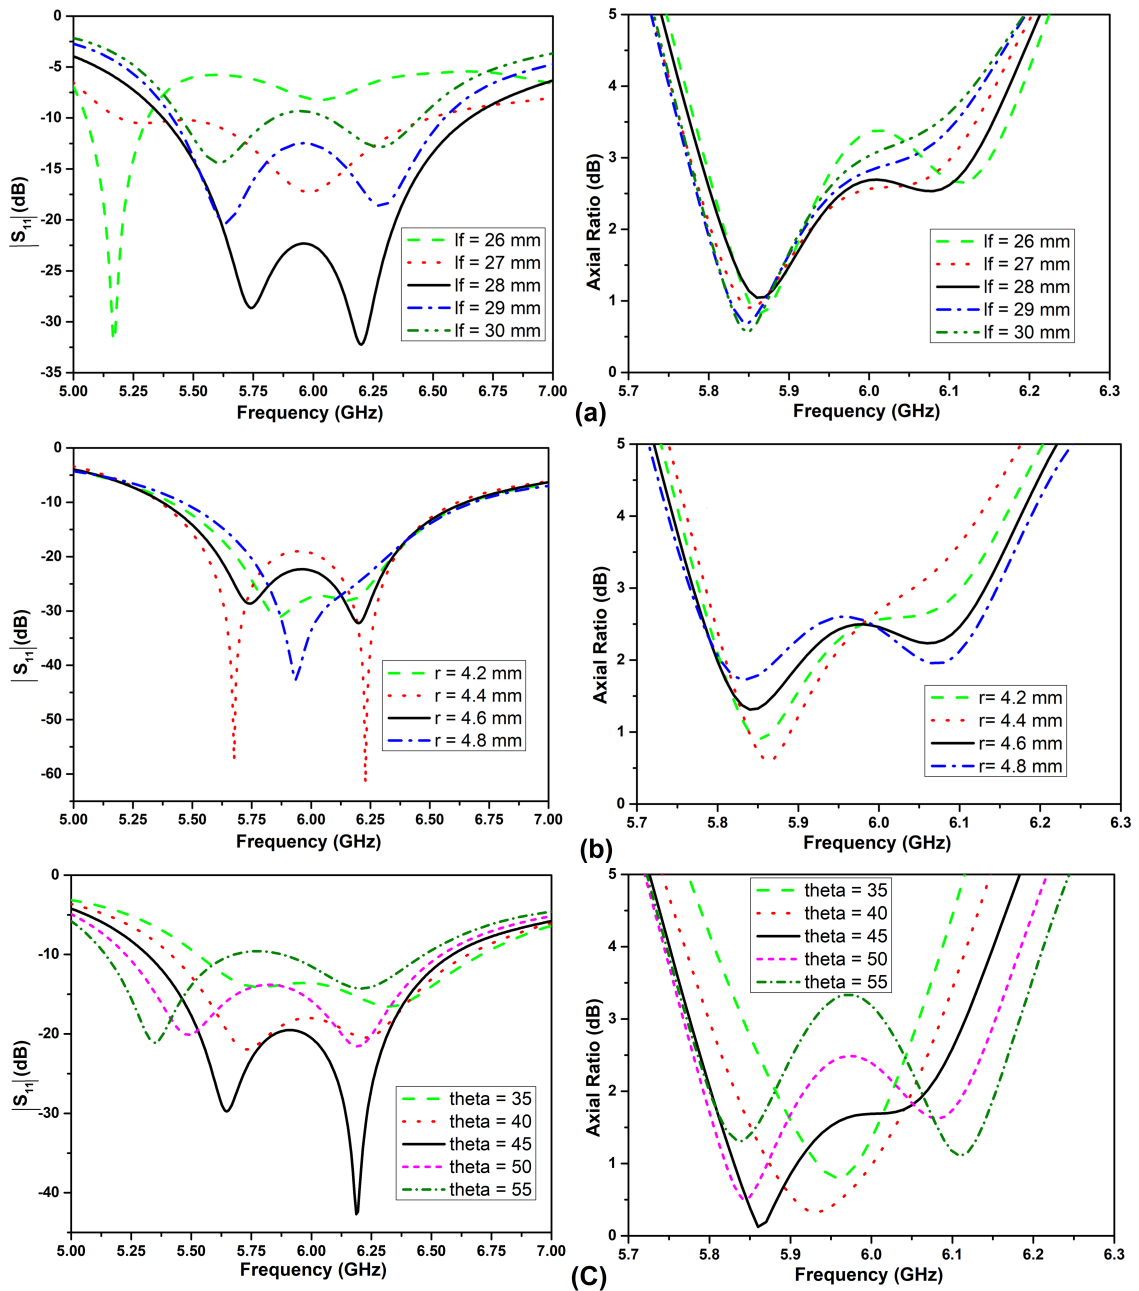 0
-5
-10
-15
-20
-25
-30
-35
|S11|(dB)
lf = 26 mm
lf = 27 mm
lf = 28 mm
lf = 29 mm
lf = 30 mm
5.00 5.25 5.50 5.75 6.00 6.25 6.50 6.75 7.00
Frequency (GHz)
5
4
3
2
1
0
Axial Ratio (dB)
lf = 26 mm
lf = 27 mm
lf = 28 mm
lf = 29 mm
lf = 30 mm
5.7 5.8 5.9 6.0 6.1 6.2 6.3
Frequency (GHz)
(a)
0
-10
-20
-30
-40
-50
-60
|S11|(dB)
r = 4.2 mm
r = 4.4 mm
r = 4.6 mm
r = 4.8 mm
5.00 5.25 5.50 5.75 6.00 6.25 6.50 6.75 7.00
Frequency (GHz)
5
4
3
2
1
0
Axial Ratio (dB)
r= 4.2 mm
r= 4.4 mm
r= 4.6 mm
r= 4.8 mm
5.7 5.8 5.9 6.0 6.1 6.2 6.3
Frequency (GHz)
(b)
0
-10
-20
-30
-40
|S11|(dB)
theta = 35
theta = 40
theta = 45
theta = 50
theta = 55
5.00 5.25 5.50 5.75 6.00 6.25 6.50 6.75 7.00
Frequency (GHz)
5
4
3
2
1
0
Axial Ratio (dB)
theta = 35
theta = 40
theta = 45
theta = 50
theta = 55
5.7 5.8 5.9 6.0 6.1 6.2 6.3
Frequency (GHz)
(C)